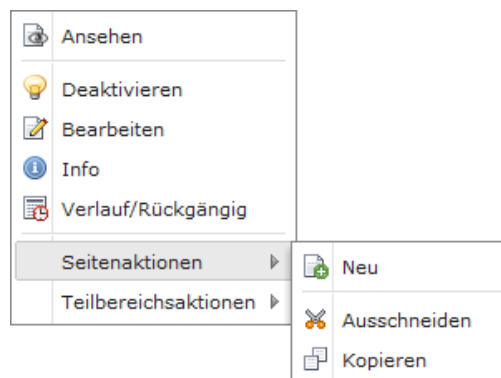 Ansehen
Deaktivieren
Bearbeiten
Info
Verlauf/Rückgängig
Seitenaktionen
Teilbereichsaktionen
Neu
Ausschneiden
Kopieren